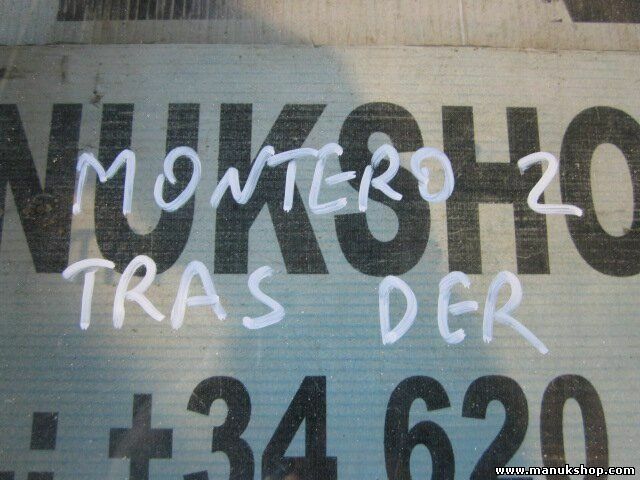 NUKSHO
MONTERO 2
TRAS DER
: +34 620
www.manukshop.com